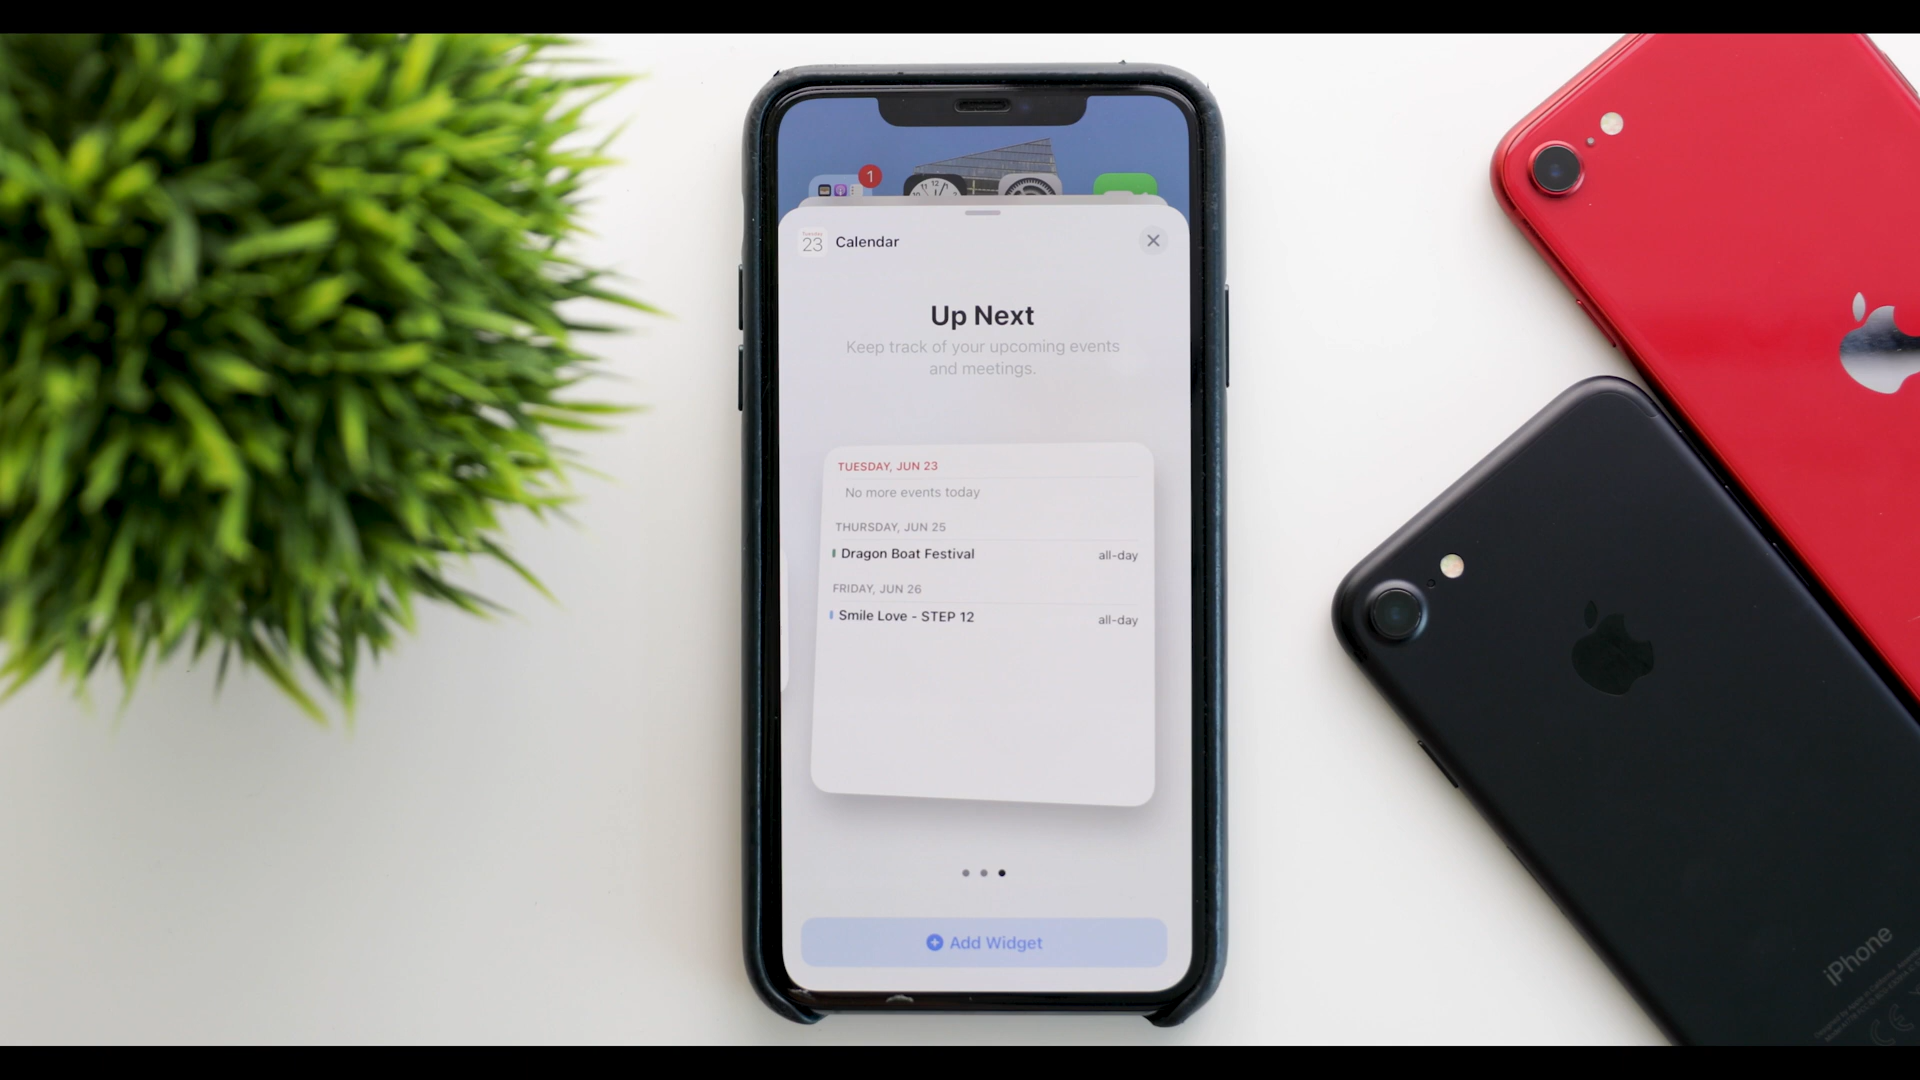 1
12
Tuesday
23
Calendar
Up Next
Keep track of your upcoming events
and meetings.
TUESDAY, JUN 23
No more events today
THURSDAY, JUN 25
Dragon Boat Festival all-day
FRIDAY, JUN 26
Smile Love - STEP 12 all-day
Add Widget
iPhone